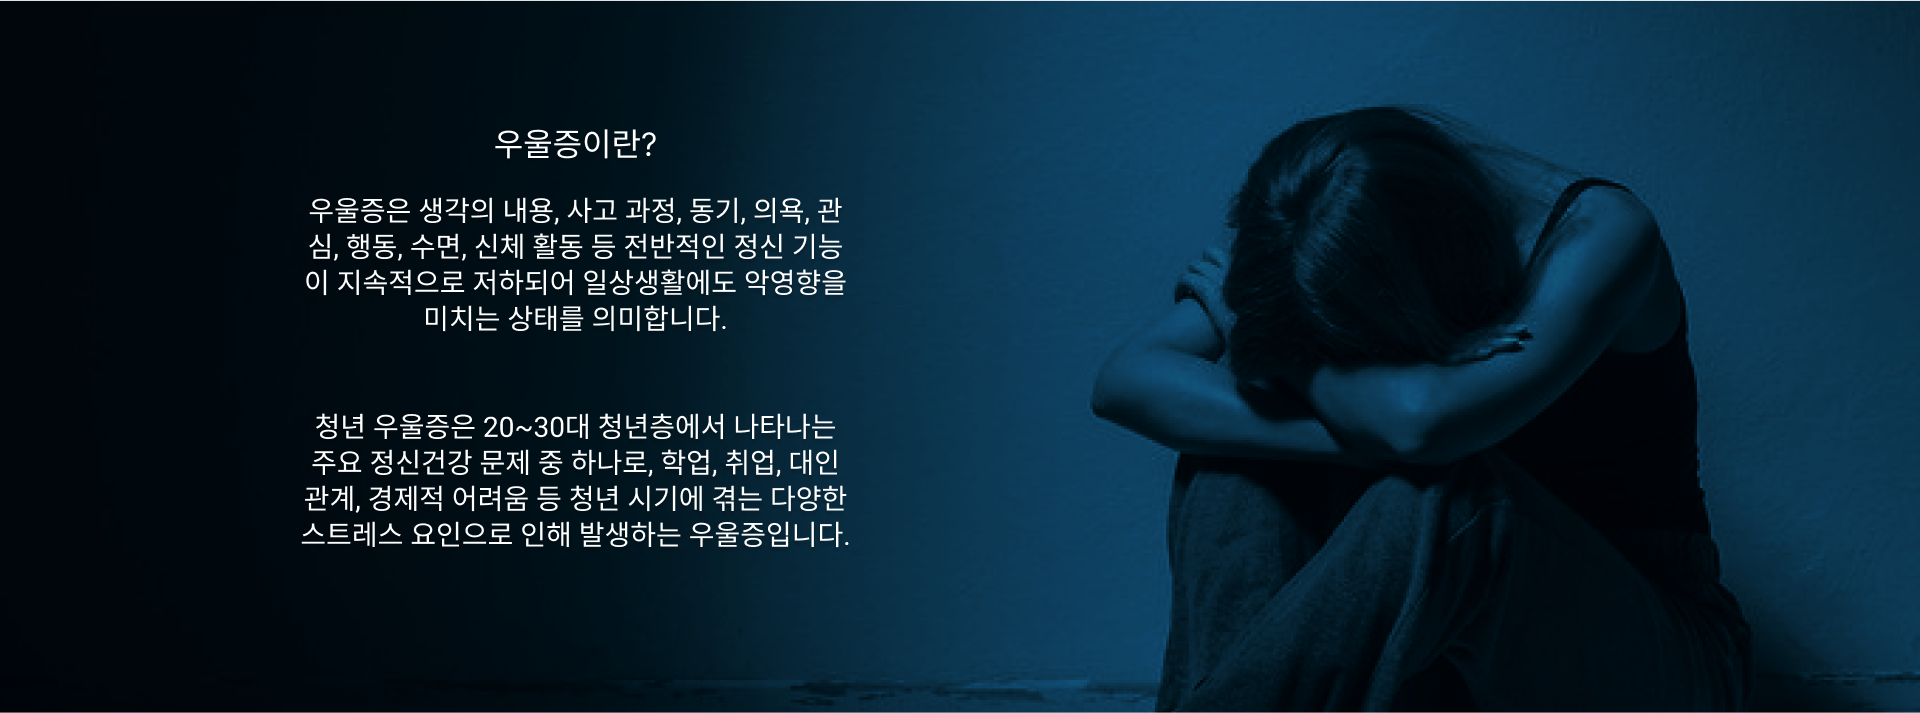 우울증이란?
우울증은 생각의 내용, 사고 과정, 동기, 의욕, 관
심, 행동, 수면, 신체 활동 등 전반적인 정신 기능
이 지속적으로 저하되어 일상생활에도 악영향을
미치는 상태를 의미합니다.
청년 우울증은 20~30대 청년층에서 나타나는
주요 정신건강 문제 중 하나로, 학업, 취업, 대인
관계, 경제적 어려움 등 청년 시기에 겪는 다양한
스트레스 요인으로 인해 발생하는 우울증입니다.